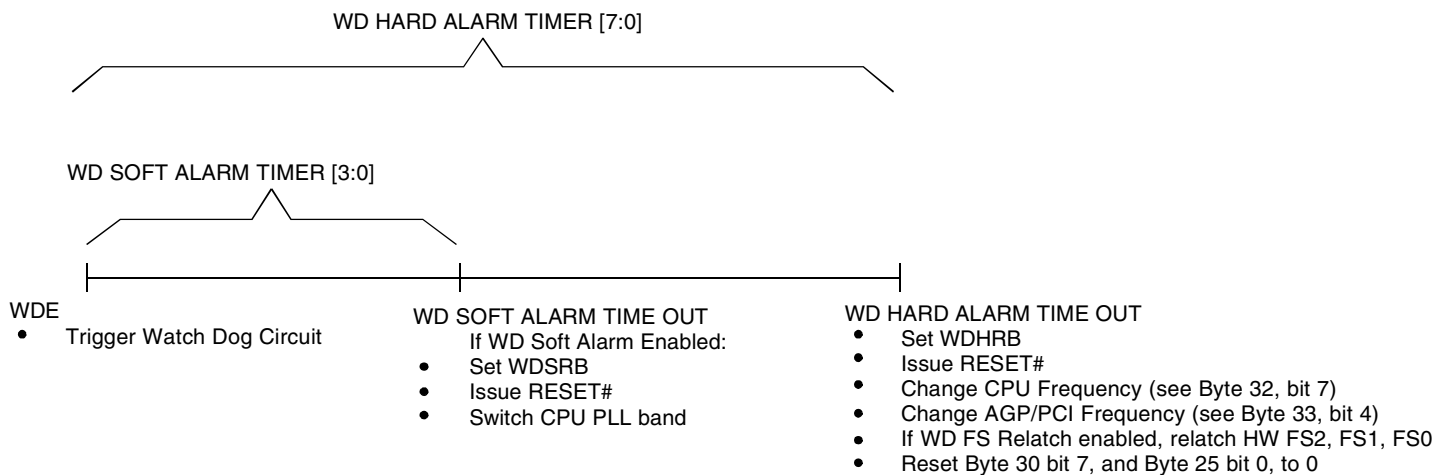 WD HARD ALARM TIMER [7:0]
WD SOFT ALARM TIMER [3:0]
WDE
• Trigger Watch Dog Circuit
WD SOFT ALARM TIME OUT
If WD Soft Alarm Enabled:
• Set WDSRB
• Issue RESET#
• Switch CPU PLL band
WD HARD ALARM TIME OUT
• Set WDHRB
• Issue RESET#
• Change CPU Frequency (see Byte 32, bit 7)
• Change AGP/PCI Frequency (see Byte 33, bit 4)
• If WD FS Relatch enabled, relatch HW FS2, FS1, FS0
• Reset Byte 30 bit 7, and Byte 25 bit 0, to 0